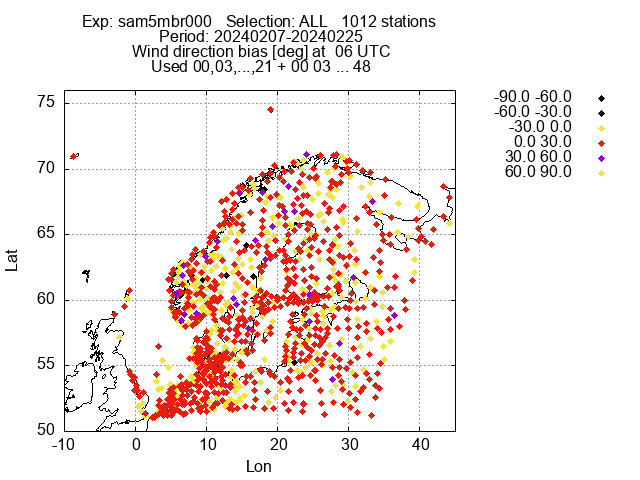 Exp: sam5mbr000   Selection: ALL   1012 stations
Period: 20240207-20240225
Wind direction bias [deg] at  06 UTC
Used 00,03,...,21 + 00 03 ... 48
-90.0 -60.0
-60.0 -30.0
-30.0 0.0
0.0 30.0
30.0 60.0
60.0 90.0
75
70
65
60
55
50
Lat
-10 0 10 20 30 40
Lon